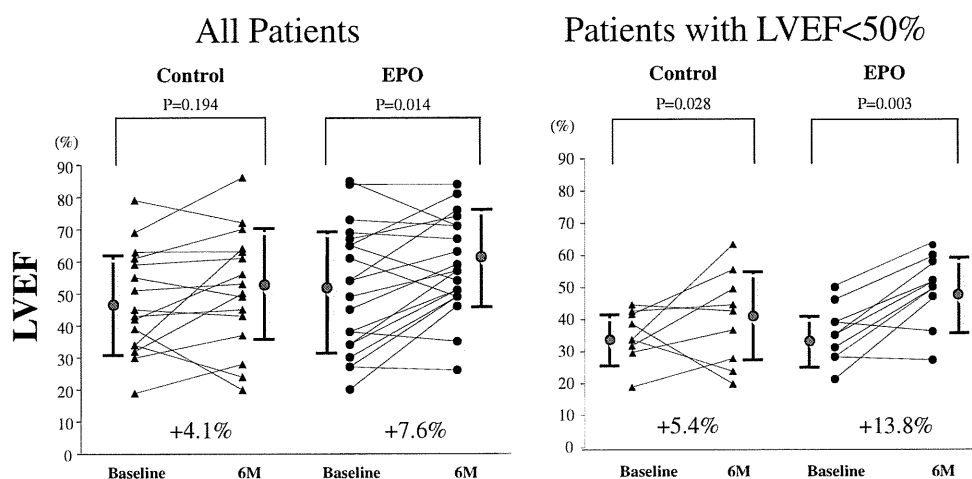 All Patients
Patients with LVEF<50%
Control
EPO
Control
EPO
P=0.194
P=0.014
P=0.028
P=0.003
(%)
(%)
LVEF
90
80
70
60
50
40
30
20
10
0
90
80
70
60
50
40
30
20
10
0
+4.1%
+7.6%
+5.4%
+13.8%
Baseline
6M
Baseline
6M
Baseline
6M
Baseline
6M